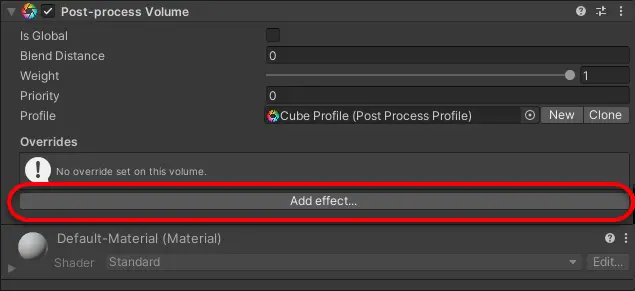 Post-process Volume
Is Global
Blend Distance 0
Weight 1
Priority 0
Profile Cube Profile (Post Process Profile) New Clone
Overrides
No override set on this volume.
Add effect...
Default-Material (Material)
Shader Standard Edit...